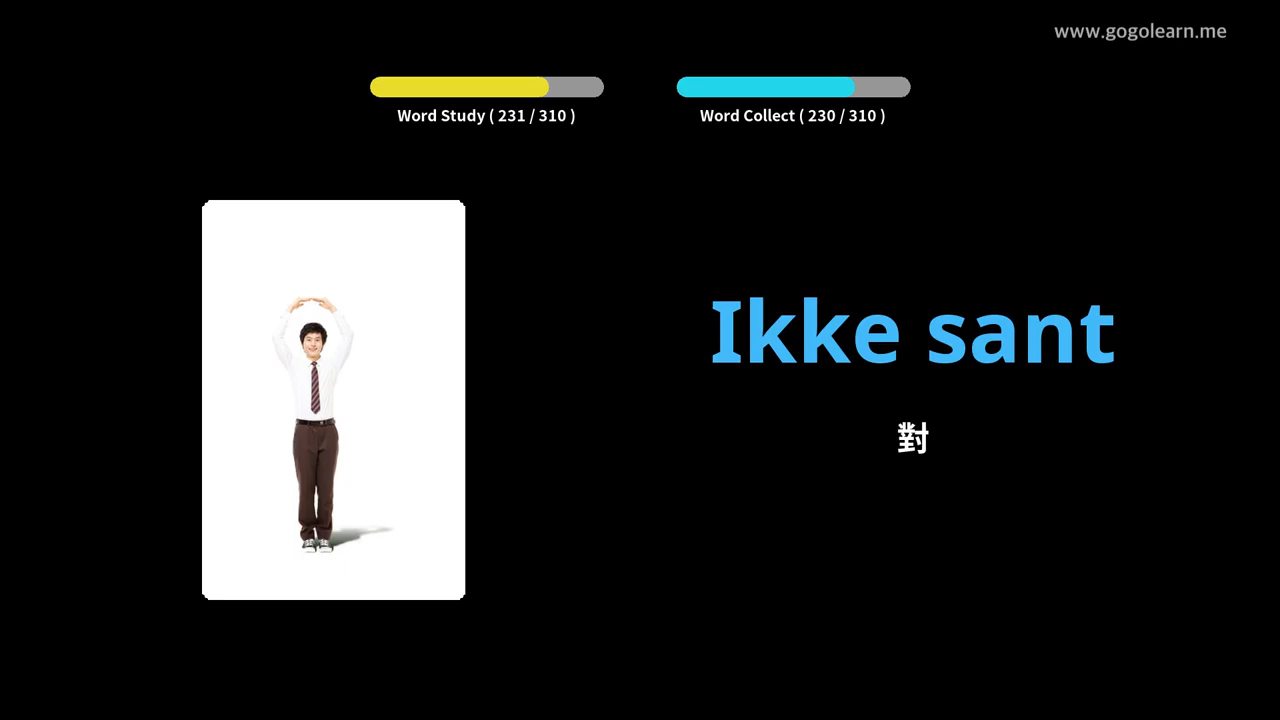 www.gogolearn.me
Word Study ( 231 / 310 )
Word Collect ( 230 / 310 )
Ikke sant
對